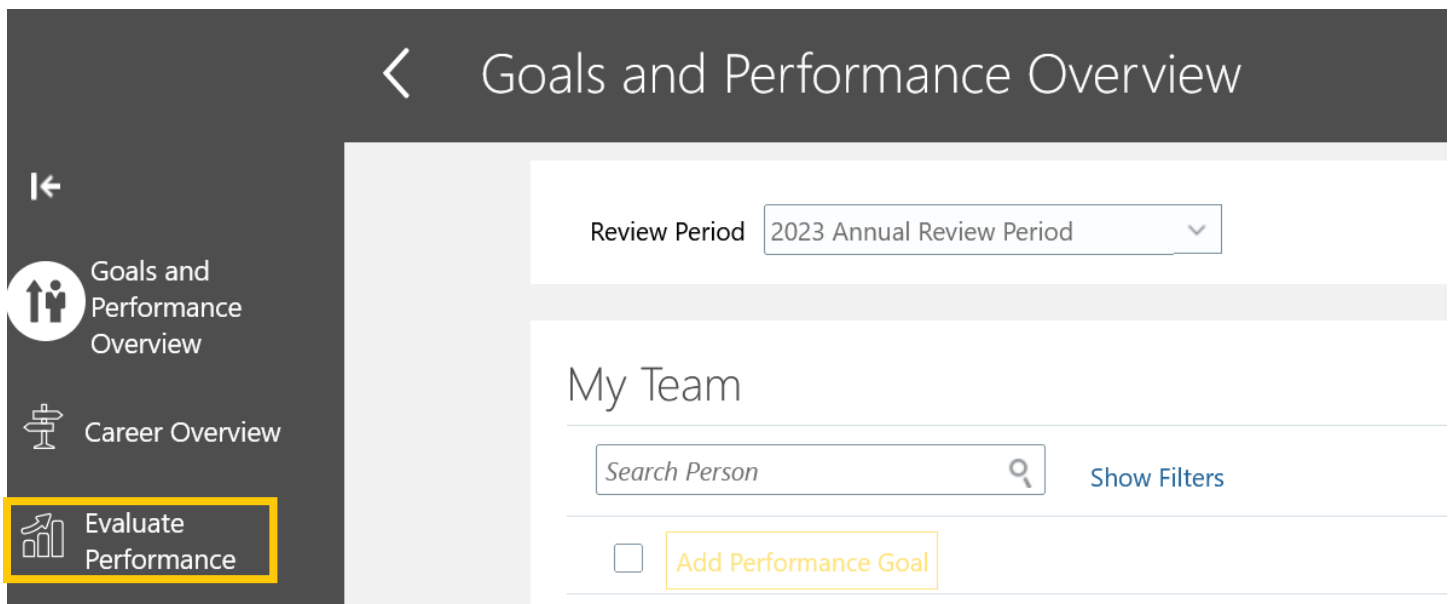 Goals and Performance Overview
Goals and
Performance
Overview
Career Overview
Evaluate
Performance
Review Period 2023 Annual Review Period
My Team
Search Person Show Filters
Add Performance Goal